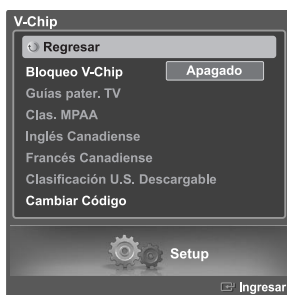 V-Chip
Regresar
Bloqueo V-Chip Apagado
Guías pater. TV
Clas. MPAA
Inglés Canadiense
Francés Canadiense
Clasificación U.S. Descargable
Cambiar Código
Setup
Ingresar